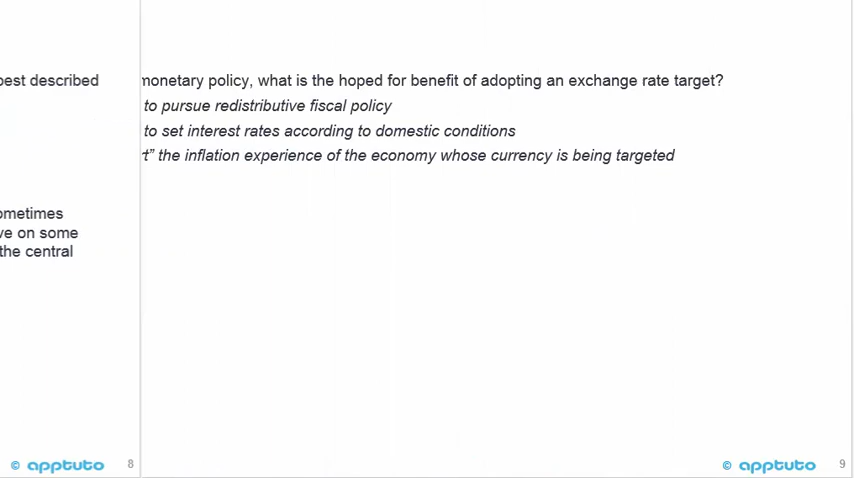 best described
ometimes
ve on some
the central
© apptuto 8
monetary policy, what is the hoped for benefit of adopting an exchange rate target?
to pursue redistributive fiscal policy
to set interest rates according to domestic conditions
rt” the inflation experience of the economy whose currency is being targeted
© apptuto 9